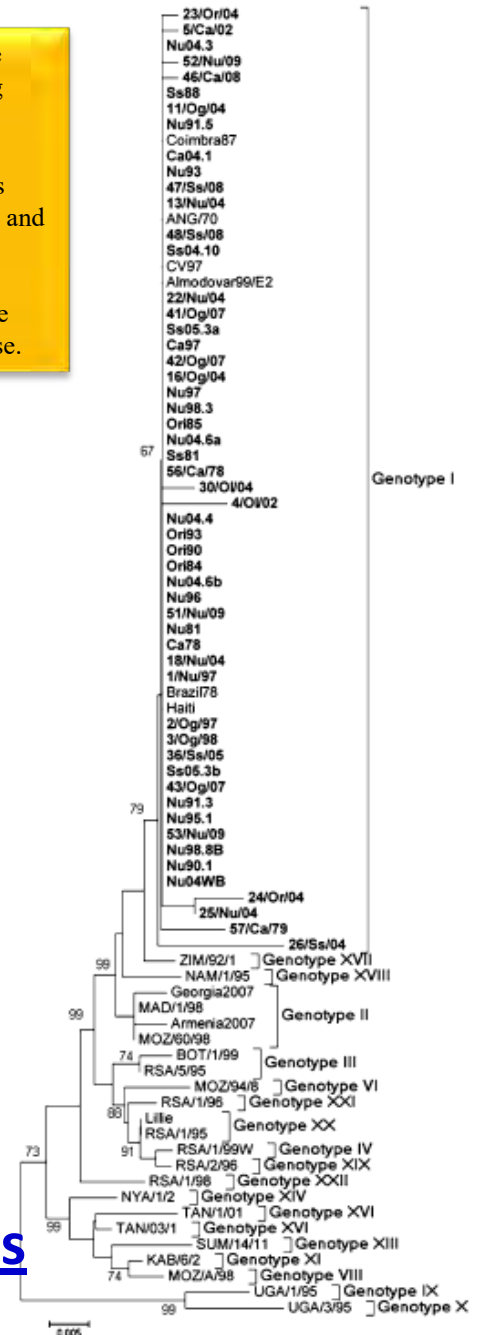 g
s
and
e
se.
23/Or/04
5/Ca/02
Nu04.3
52/Nu/09
46/Ca/08
Ss88
11/Og/04
Nu91.5
Coimbra87
Ca04.1
Nu93
47/Ss/08
13/Nu/04
ANG/70
48/Ss/08
Ss04.10
CV97
Almodovar99/E2
22/Nu/04
41/Og/07
Ss05.3a
Ca97
42/Og/07
16/Og/04
Nu97
Nu98.3
Ori85
Nu04.6a
67
Ss81
56/Ca/78
Genotype I
30/Ol/04
4/Ol/02
Nu04.4
Ori93
Ori90
Ori84
Nu04.6b
Nu96
51/Nu/09
Nu81
Ca78
18/Nu/04
1/Nu/97
Brazil78
Haiti
2/Og/97
3/Og/98
36/Ss/05
Ss05.3b
43/Og/07
Nu91.3
79
Nu95.1
53/Nu/09
Nu98.8B
Nu90.1
Nu04WB
24/Or/04
25/Nu/04
57/Ca/79
26/Ss/04
99
ZIM/92/1 Genotype XVII
NAM/1/95 Genotype XVIII
Georgia2007
MAD/1/98
99
Genotype II
Armenia2007
MOZ/60/98
74
BOT/1/99
Genotype III
RSA/5/95
MOZ/94/8 Genotype VI
RSA/1/96 Genotype XXI
88
Lillie
Genotype XX
RSA/1/95
91
RSA/1/99W Genotype IV
73
RSA/2/96 Genotype XIX
RSA/1/98 Genotype XXII
NYA/1/2 Genotype XIV
TAN/1/01 Genotype XVI
99
TAN/03/1 Genotype XVI
SUM/14/11 Genotype XIII
s
KAB/6/2 Genotype XI
74
MOZ/A/98 Genotype VIII
UGA/1/95 Genotype IX
99
UGA/3/95 Genotype X
0.005